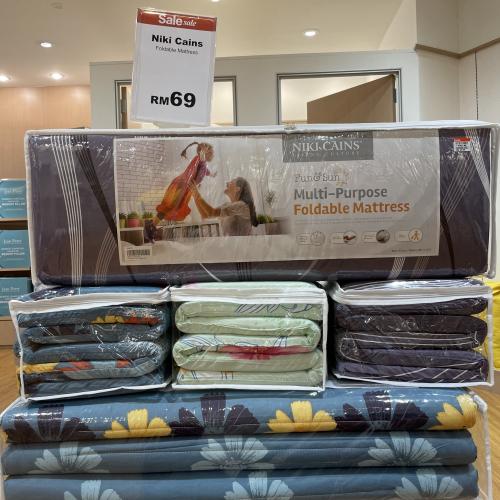 Sale sale
Niki Cains
Foldable Mattress
RM69
NIKI CAINS
Fun & Sun
Multi-Purpose
Foldable Mattress